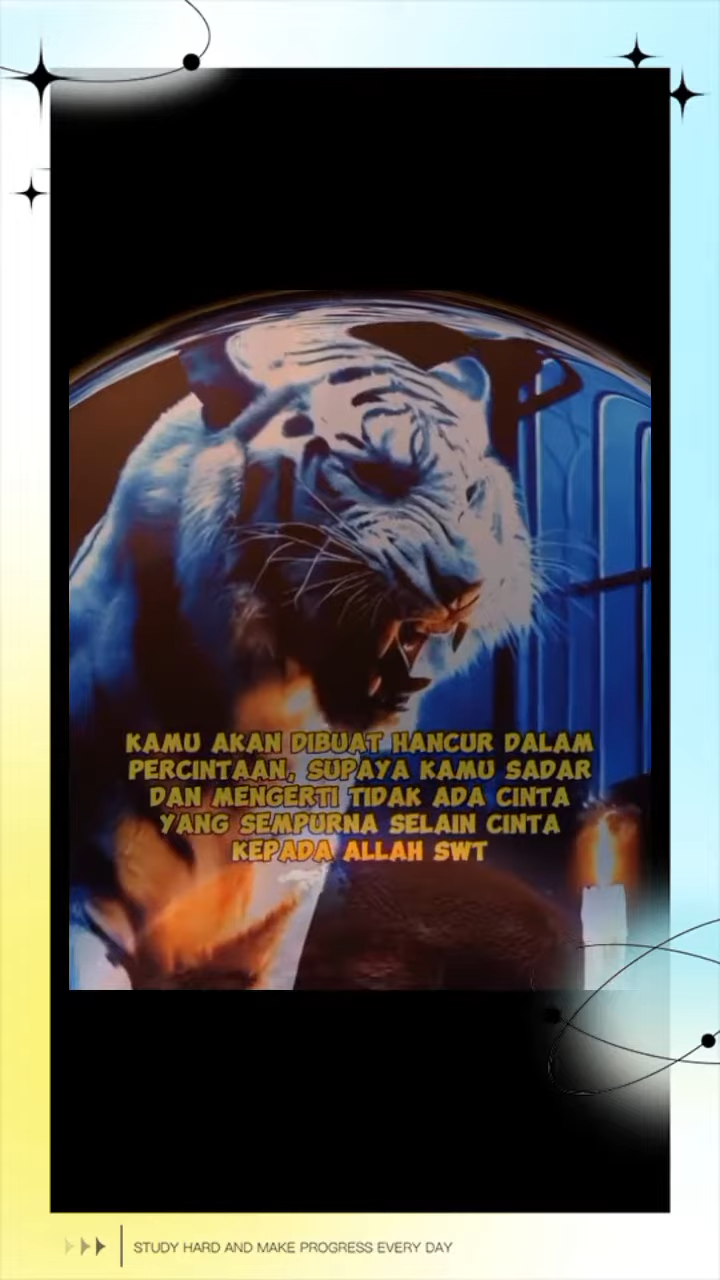 KAMU AKAN DIBUAT HANCUR DALAM
PERCINTAAN, SUPAYA KAMU SADAR
DAN MENGERTI TIDAK ADA CINTA
YANG SEMPURNA SELAIN CINTA
KEPADA ALLAH SWT
STUDY HARD AND MAKE PROGRESS EVERY DAY